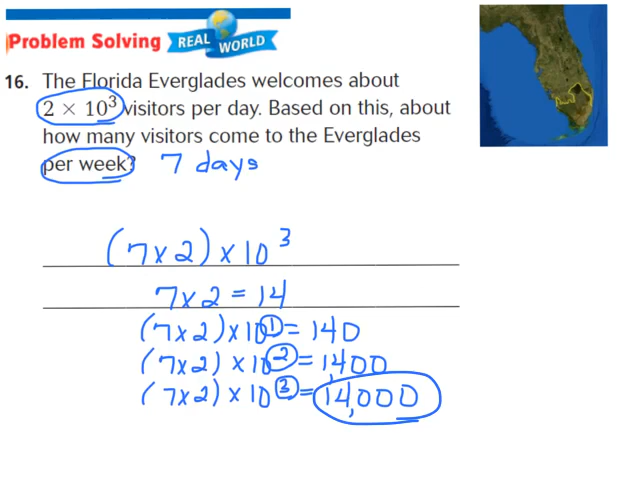 Problem Solving REAL WORLD
16. The Florida Everglades welcomes about
2 × 10³ visitors per day. Based on this, about
how many visitors come to the Everglades
per week? 7 days
(7x2) x 10³
7x2 = 14
(7x2) x 10¹ = 140
(7x2) x 10² = 1,400
(7x2) x 10³ = 14,000